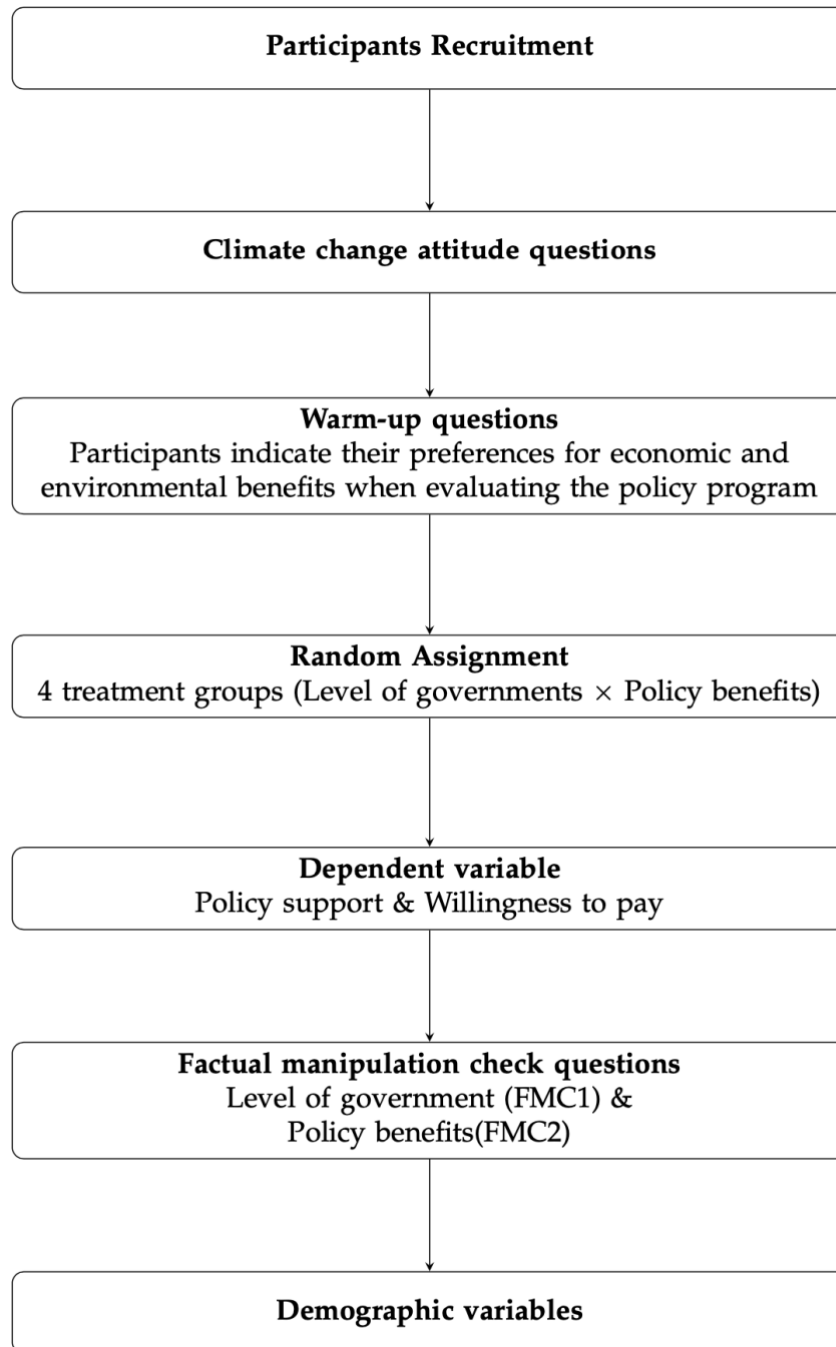 Participants Recruitment
Climate change attitude questions
Warm-up questions
Participants indicate their preferences for economic and
environmental benefits when evaluating the policy program
Random Assignment
4 treatment groups (Level of governments × Policy benefits)
Dependent variable
Policy support & Willingness to pay
Factual manipulation check questions
Level of government (FMC1) &
Policy benefits(FMC2)
Demographic variables